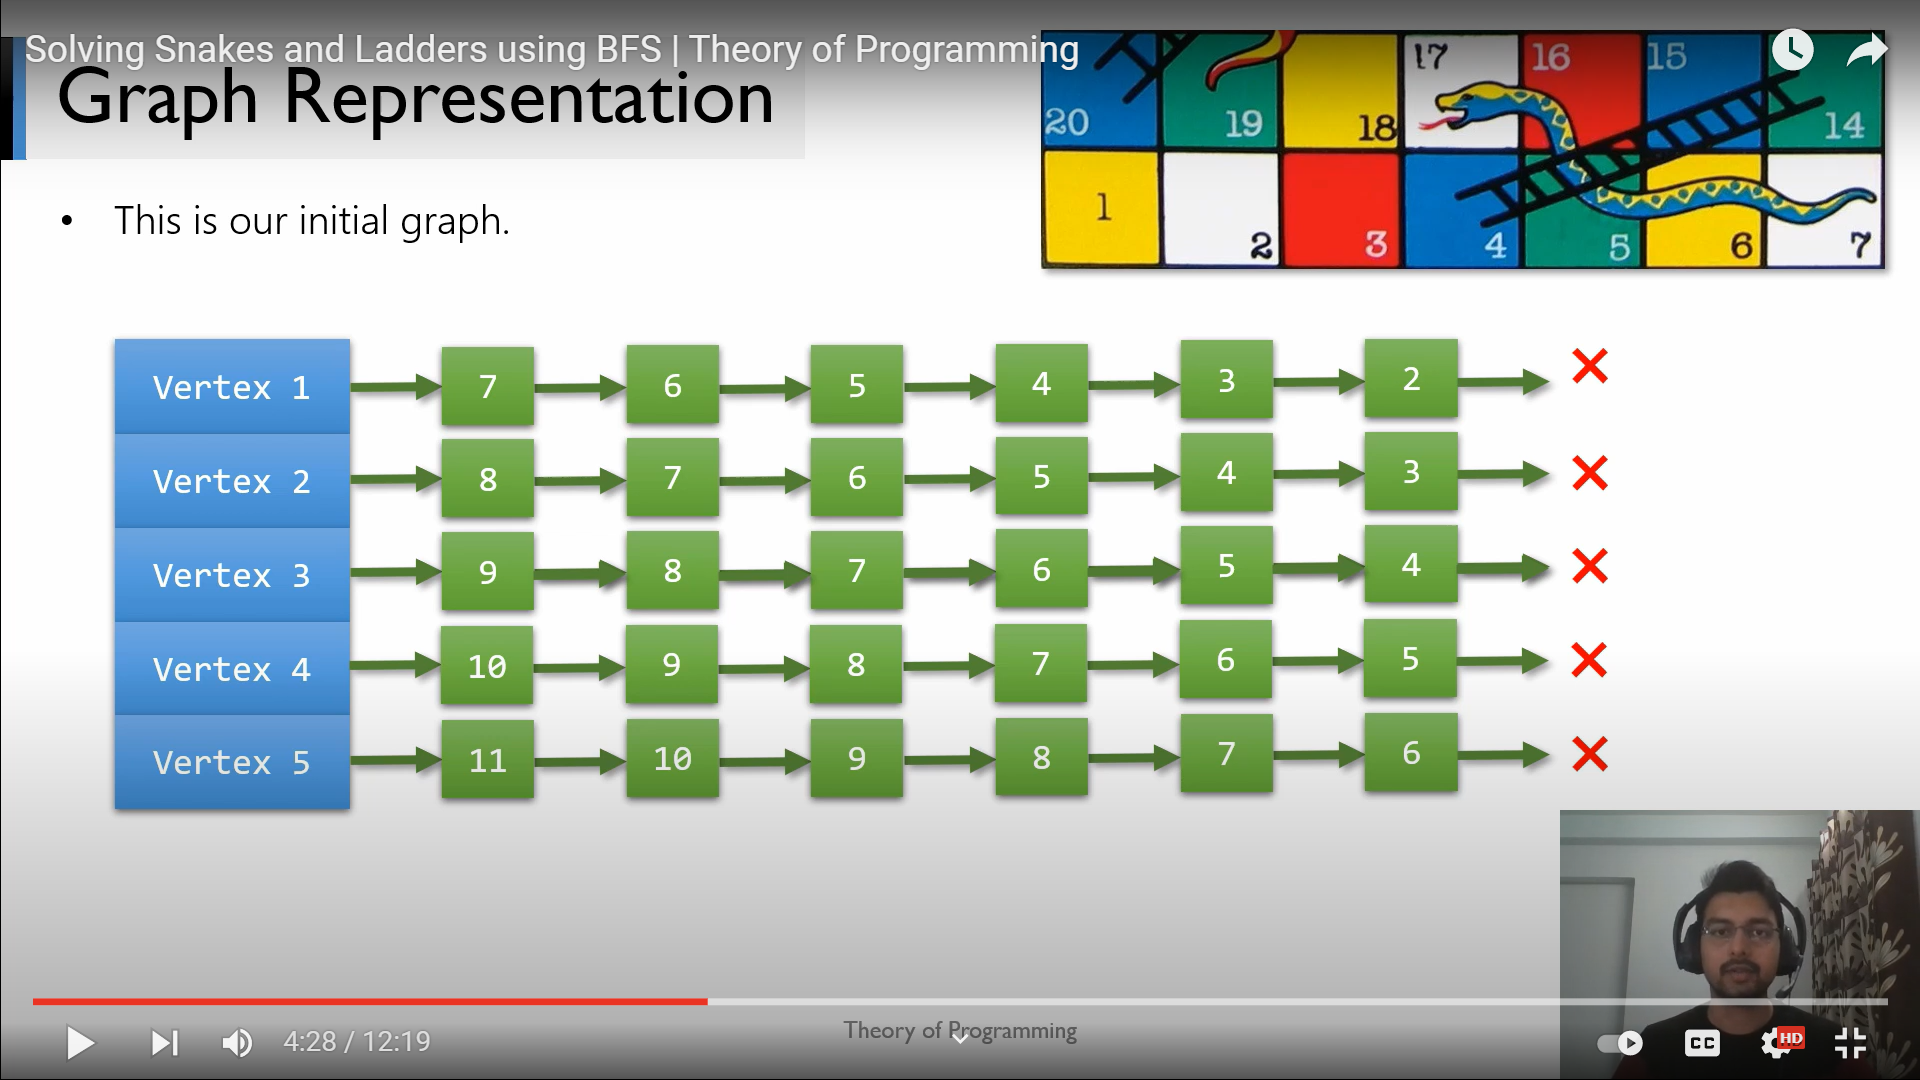 Solving Snakes and Ladders using BFS | Theory of Programming
Graph Representation
• This is our initial graph.
20 19 18 17 16 15 14
1 2 3 4 5 6 7
Vertex 1 7 6 5 4 3 2
Vertex 2 8 7 6 5 4 3
Vertex 3 9 8 7 6 5 4
Vertex 4 10 9 8 7 6 5
Vertex 5 11 10 9 8 7 6
Theory of Programming
4:28 / 12:19
CC
HD